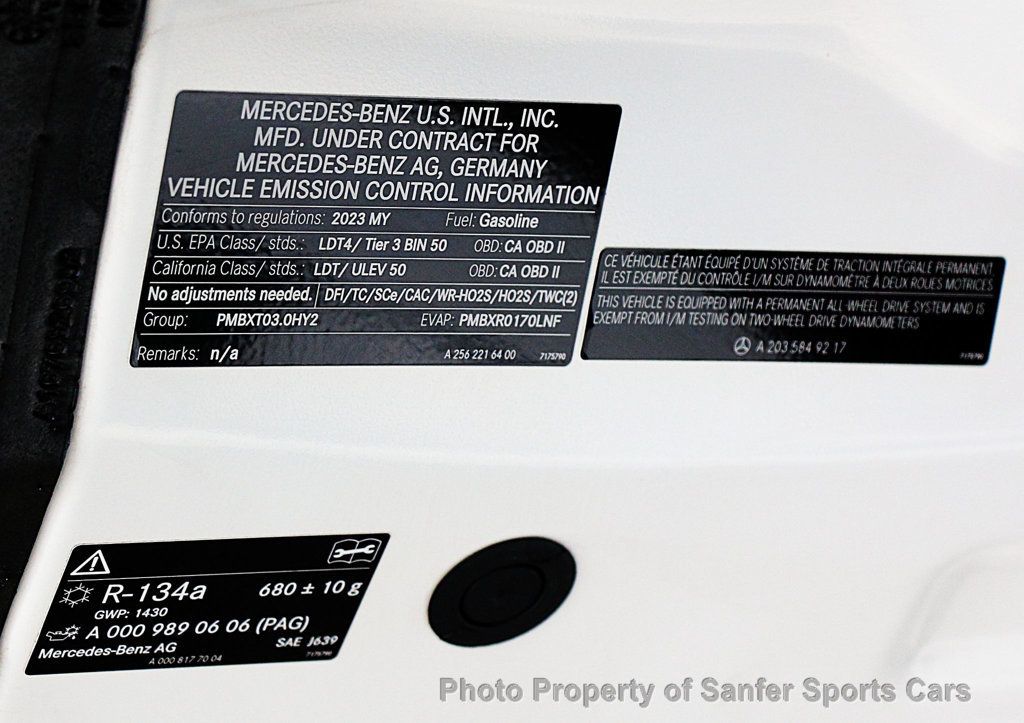 MERCEDES-BENZ U.S. INTL., INC.
MFD. UNDER CONTRACT FOR
MERCEDES-BENZ AG, GERMANY
VEHICLE EMISSION CONTROL INFORMATION
Conforms to regulations: 2023 MY Fuel: Gasoline
U.S. EPA Class/ stds.: LDT4/ Tier 3 BIN 50 OBD: CA OBD II
California Class/ stds.: LDT/ ULEV 50 OBD: CA OBD II
No adjustments needed. DFI/TC/SCe/CAC/WR-HO2S/HO2S/TWC(2)
Group: PMBXT03.0HY2 EVAP: PMBXR0170LNF
Remarks: n/a A 256 221 64 00 7175790
CE VÉHICULE ÉTANT ÉQUIPÉ D'UN SYSTÈME DE TRACTION INTÉGRALE PERMANENT
IL EST EXEMPTÉ DU CONTRÔLE I/M SUR DYNAMOMÈTRE À DEUX ROUES MOTRICES
THIS VEHICLE IS EQUIPPED WITH A PERMANENT ALL-WHEEL DRIVE SYSTEM AND IS
EXEMPT FROM I/M TESTING ON TWO-WHEEL DRIVE DYNAMOMETERS
A 203 584 92 17
7175790
R-134a 680 ± 10 g
GWP: 1430
A 000 989 06 06 (PAG)
Mercedes-Benz AG SAE J639
A 000 817 70 04 7175790
Photo Property of Sanfer Sports Cars